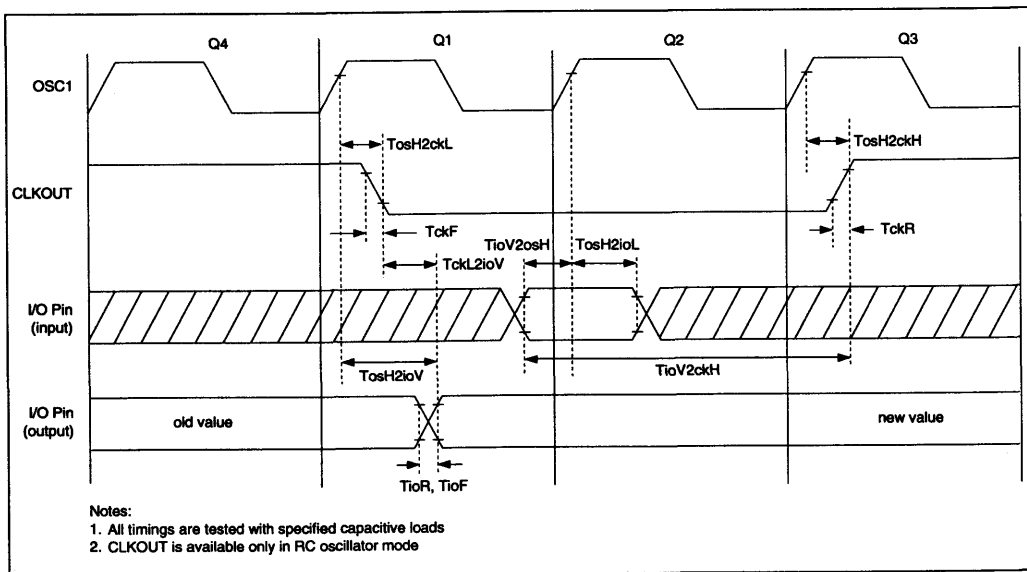 Q4 Q1 Q2 Q3
OSC1
TosH2ckL TosH2ckH
CLKOUT
TckF TioV2osH TosH2ioL TckR
TckL2ioV
I/O Pin
(input)
TosH2ioV TioV2ckH
I/O Pin
(output)
old value new value
TioR, TioF
Notes:
1. All timings are tested with specified capacitive loads
2. CLKOUT is available only in RC oscillator mode